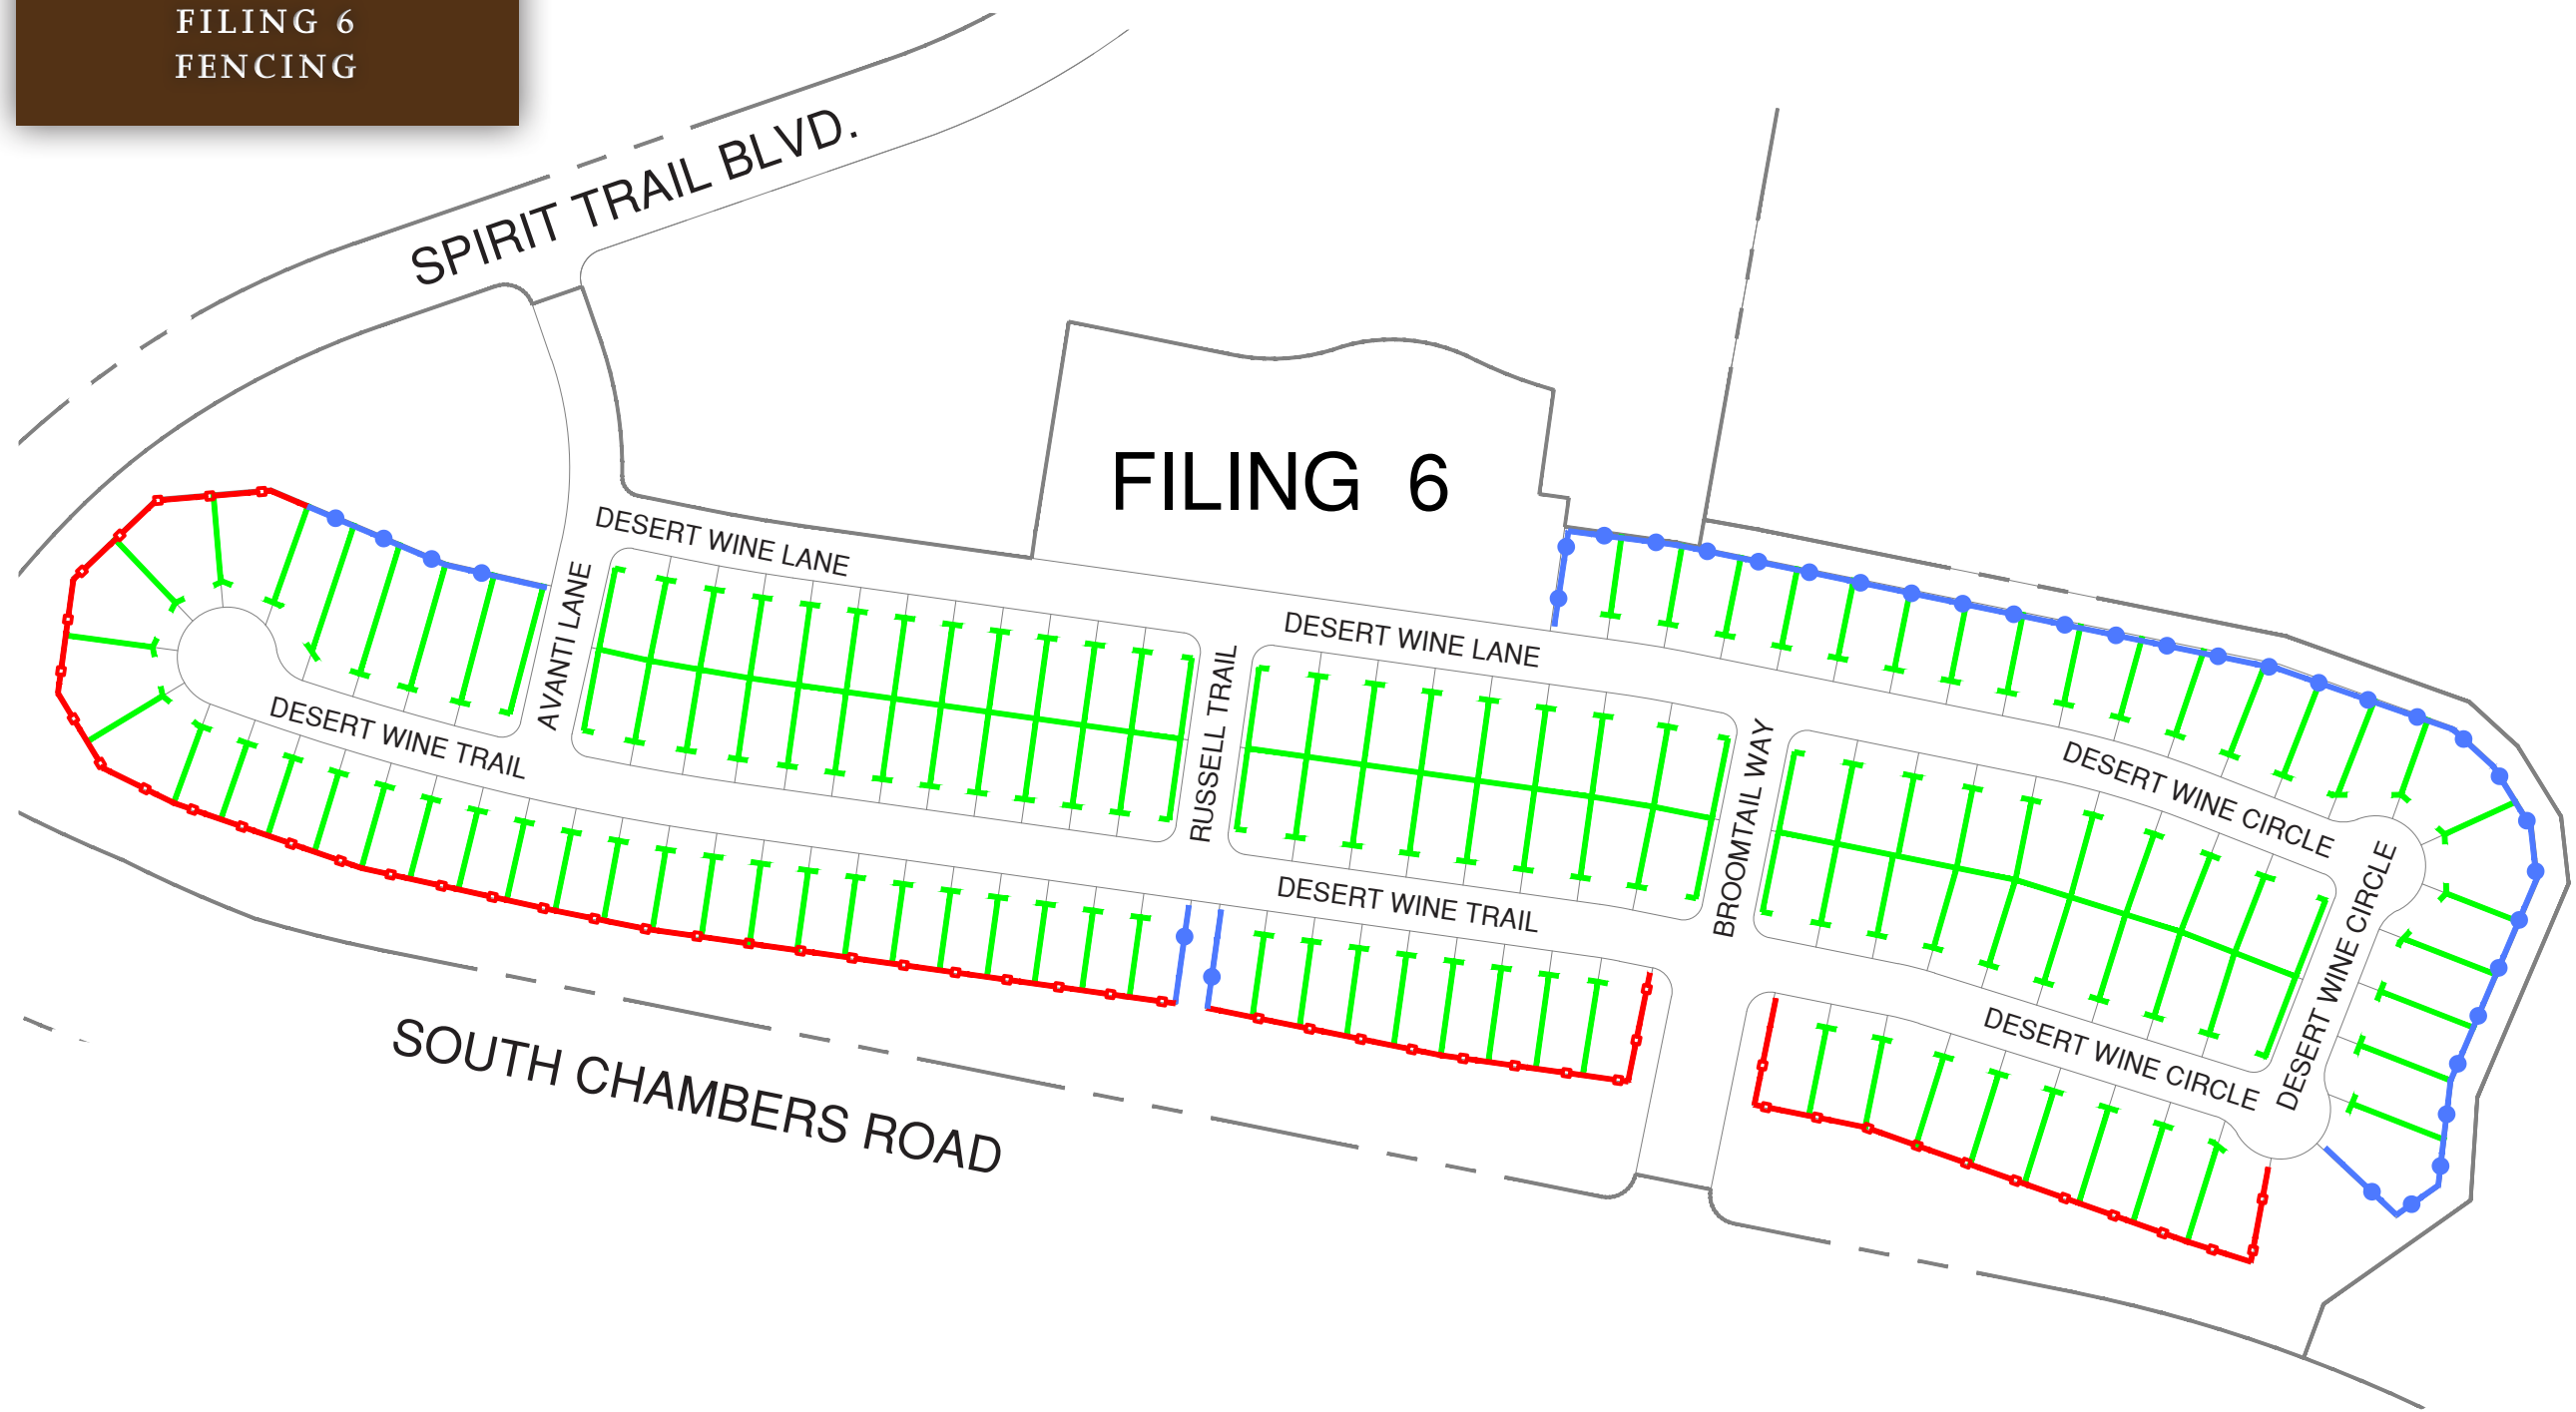 FILING 6
FENCING
SPIRIT TRAIL BLVD.
FILING 6
DESERT WINE LANE
AVANTI LANE
DESERT WINE LANE
RUSSELL TRAIL
DESERT WINE TRAIL
BROOMTAIL WAY
DESERT WINE CIRCLE
DESERT WINE TRAIL
DESERT WINE CIRCLE
DESERT WINE CIRCLE
SOUTH CHAMBERS ROAD